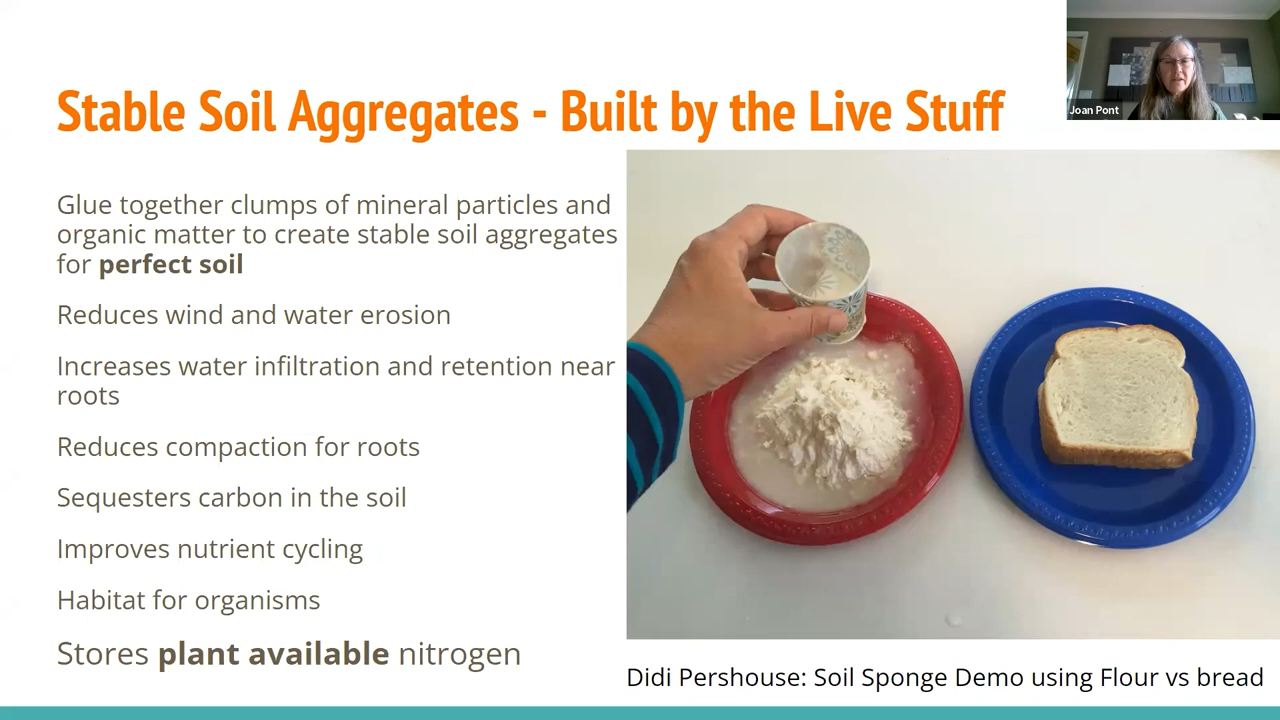 Joan Pont
Stable Soil Aggregates - Built by the Live Stuff
Glue together clumps of mineral particles and
organic matter to create stable soil aggregates
for perfect soil
Reduces wind and water erosion
Increases water infiltration and retention near
roots
Reduces compaction for roots
Sequesters carbon in the soil
Improves nutrient cycling
Habitat for organisms
Stores plant available nitrogen
Didi Pershouse: Soil Sponge Demo using Flour vs bread